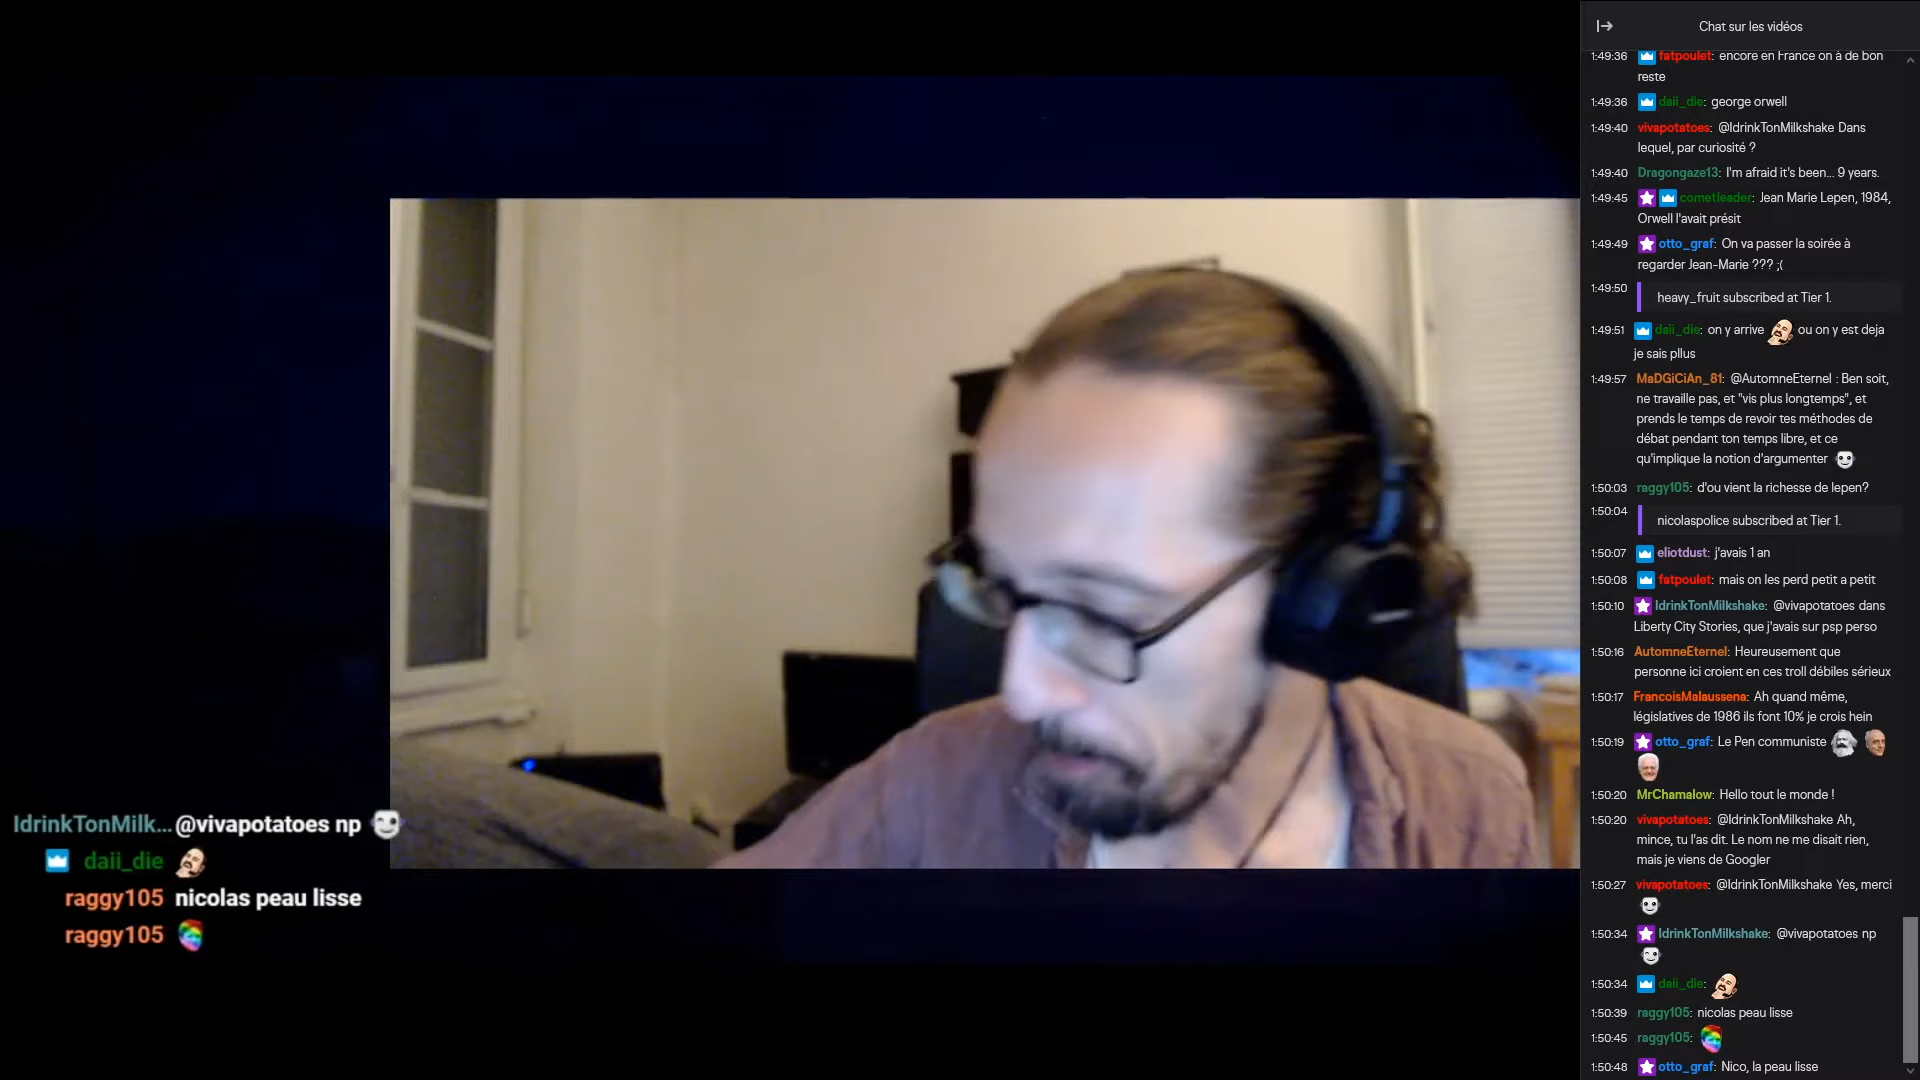 Chat sur les vidéos
1:49:36 fatpoulet: encore en France on à de bon
reste
1:49:36 daii_die: george orwell
1:49:40 vivapotatoes: @IdrinkTonMilkshake Dans
lequel, par curiosité ?
1:49:40 Dragongaze13: I'm afraid it's been... 9 years.
1:49:45 cometleader: Jean Marie Lepen, 1984,
Orwell l'avait présit
1:49:49 otto_graf: On va passer la soirée à
regarder Jean-Marie ??? ;(
1:49:50 heavy_fruit subscribed at Tier 1.
1:49:51 daii_die: on y arrive ou on y est deja
je sais pllus
1:49:57 MaDGiCiAn_81: @AutomneEternel : Ben soit,
ne travaille pas, et "vis plus longtemps", et
prends le temps de revoir tes méthodes de
débat pendant ton temps libre, et ce
qu'implique la notion d'argumenter
1:50:03 raggy105: d'ou vient la richesse de lepen?
1:50:04 nicolaspolice subscribed at Tier 1.
1:50:07 eliotdust: j'avais 1 an
1:50:08 fatpoulet: mais on les perd petit a petit
1:50:10 IdrinkTonMilkshake: @vivapotatoes dans
Liberty City Stories, que j'avais sur psp perso
1:50:16 AutomneEternel: Heureusement que
personne ici croient en ces troll débiles sérieux
1:50:17 FrancoisMalaussena: Ah quand même,
législatives de 1986 ils font 10% je crois hein
1:50:19 otto_graf: Le Pen communiste
1:50:20 MrChamalow: Hello tout le monde !
1:50:20 vivapotatoes: @IdrinkTonMilkshake Ah,
mince, tu l'as dit. Le nom ne me disait rien,
mais je viens de Googler
1:50:27 vivapotatoes: @IdrinkTonMilkshake Yes, merci
1:50:34 IdrinkTonMilkshake: @vivapotatoes np
1:50:34 daii_die:
1:50:39 raggy105: nicolas peau lisse
1:50:45 raggy105:
1:50:48 otto_graf: Nico, la peau lisse
IdrinkTonMilk... @vivapotatoes np
daii_die
raggy105 nicolas peau lisse
raggy105